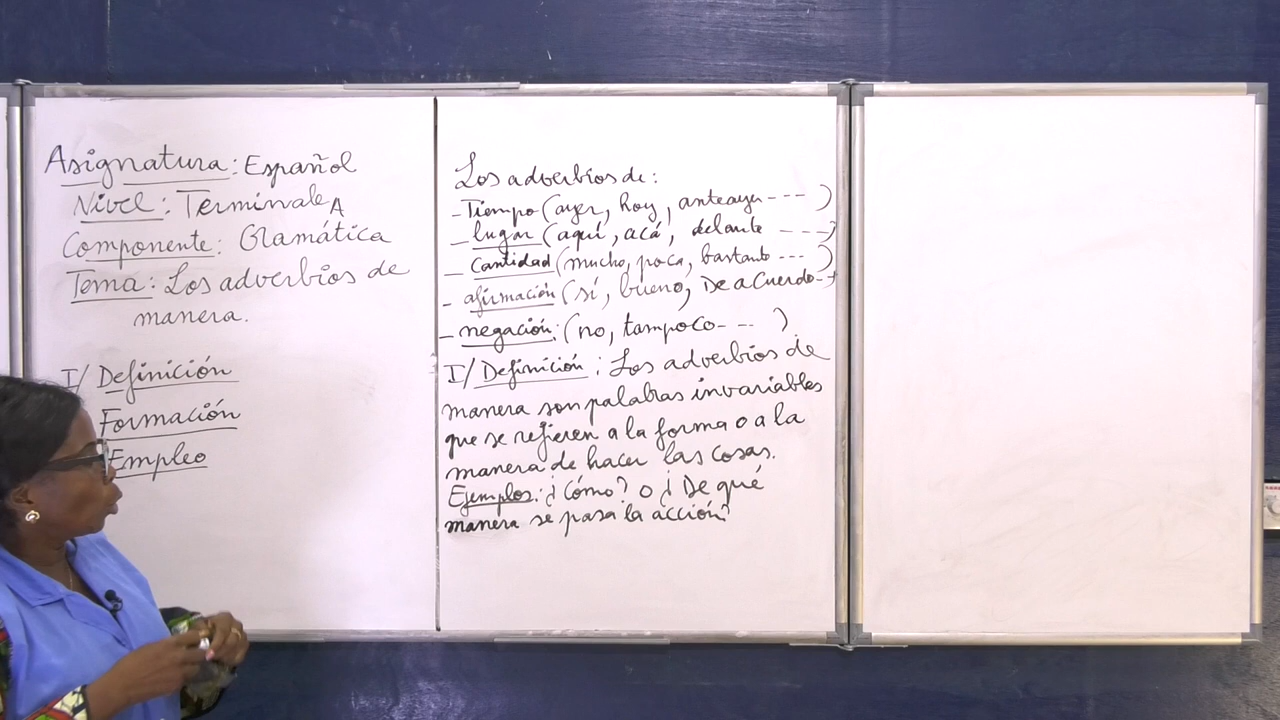 Asignatura: Español
Nivel: Terminale A
Componente: Gramática
Tema: Los adverbios de
manera.
I/ Definición
Formación
Empleo
Los adverbios de:
- Tiempo (ayer, hoy, anteayer - - - )
- lugar (aquí, acá, delante - - - )
- Cantidad (mucho, poco, bastante - - - )
- afirmación (sí, bueno, De acuerdo - - )
- negación: (no, tampoco - - - )
I/ Definición: Los adverbios de
manera son palabras invariables
que se refieren a la forma o a la
manera de hacer las cosas.
Ejemplos: ¿Cómo? o ¿De qué
manera se pasa la acción?